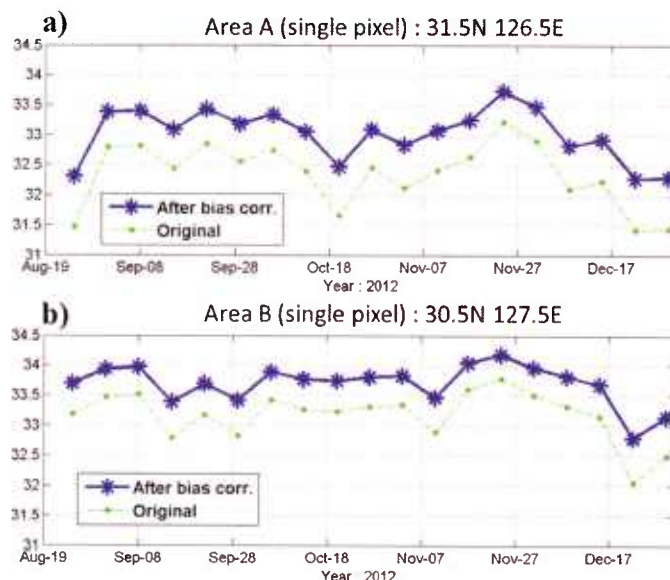 a)
Area A (single pixel) : 31.5N 126.5E
34.5
34
33.5
33
32.5
32
31.5
31
After bias corr.
Original
Aug-19 Sep-08 Sep-28 Oct-18 Nov-07 Nov-27 Dec-17
Year : 2012
b)
Area B (single pixel) : 30.5N 127.5E
34.5
34
33.5
33
32.5
32
31.5
31
After bias corr.
Original
Aug-19 Sep-08 Sep-28 Oct-18 Nov-07 Nov-27 Dec-17
Year : 2012